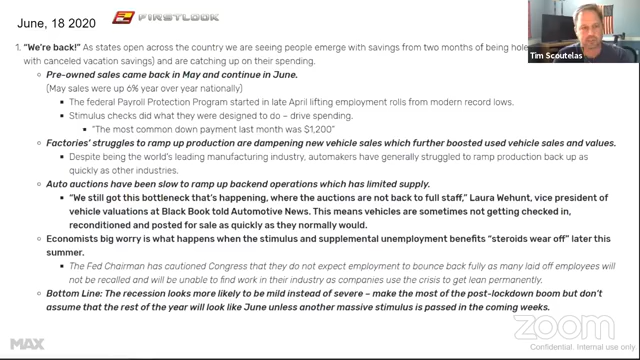 June, 18 2020
FIRSTLOOK
1. "We're back!" As states open across the country we are seeing people emerge with savings from two months of being hole
with canceled vacation savings) and are catching up on their spending.
Tim Scoutelas
○ Pre-owned sales came back in May and continue in June.
(May sales were up 6% year over year nationally)
■ The federal Payroll Protection Program started in late April lifting employment rolls from modern record lows.
■ Stimulus checks did what they were designed to do – drive spending.
■ "The most common down payment last month was $1,200"
○ Factories' struggles to ramp up production are dampening new vehicle sales which further boosted used vehicle sales and values.
■ Despite being the world's leading manufacturing industry, automakers have generally struggled to ramp production back up as
quickly as other industries.
○ Auto auctions have been slow to ramp up backend operations which has limited supply.
■ "We still got this bottleneck that's happening, where the auctions are not back to full staff," Laura Wehunt, vice president of
vehicle valuations at Black Book told Automotive News. This means vehicles are sometimes not getting checked in,
reconditioned and posted for sale as quickly as they normally would.
○ Economists big worry is what happens when the stimulus and supplemental unemployment benefits "steroids wear off" later this
summer.
■ The Fed Chairman has cautioned Congress that they do not expect employment to bounce back fully as many laid off employees will
not be recalled and will be unable to find work in their industry as companies use the crisis to get lean permanently.
○ Bottom Line: The recession looks more likely to be mild instead of severe – make the most of the post-lockdown boom but don't
assume that the rest of the year will look like June unless another massive stimulus is passed in the coming weeks.
MAX
zoom
Confidential. Internal use only.